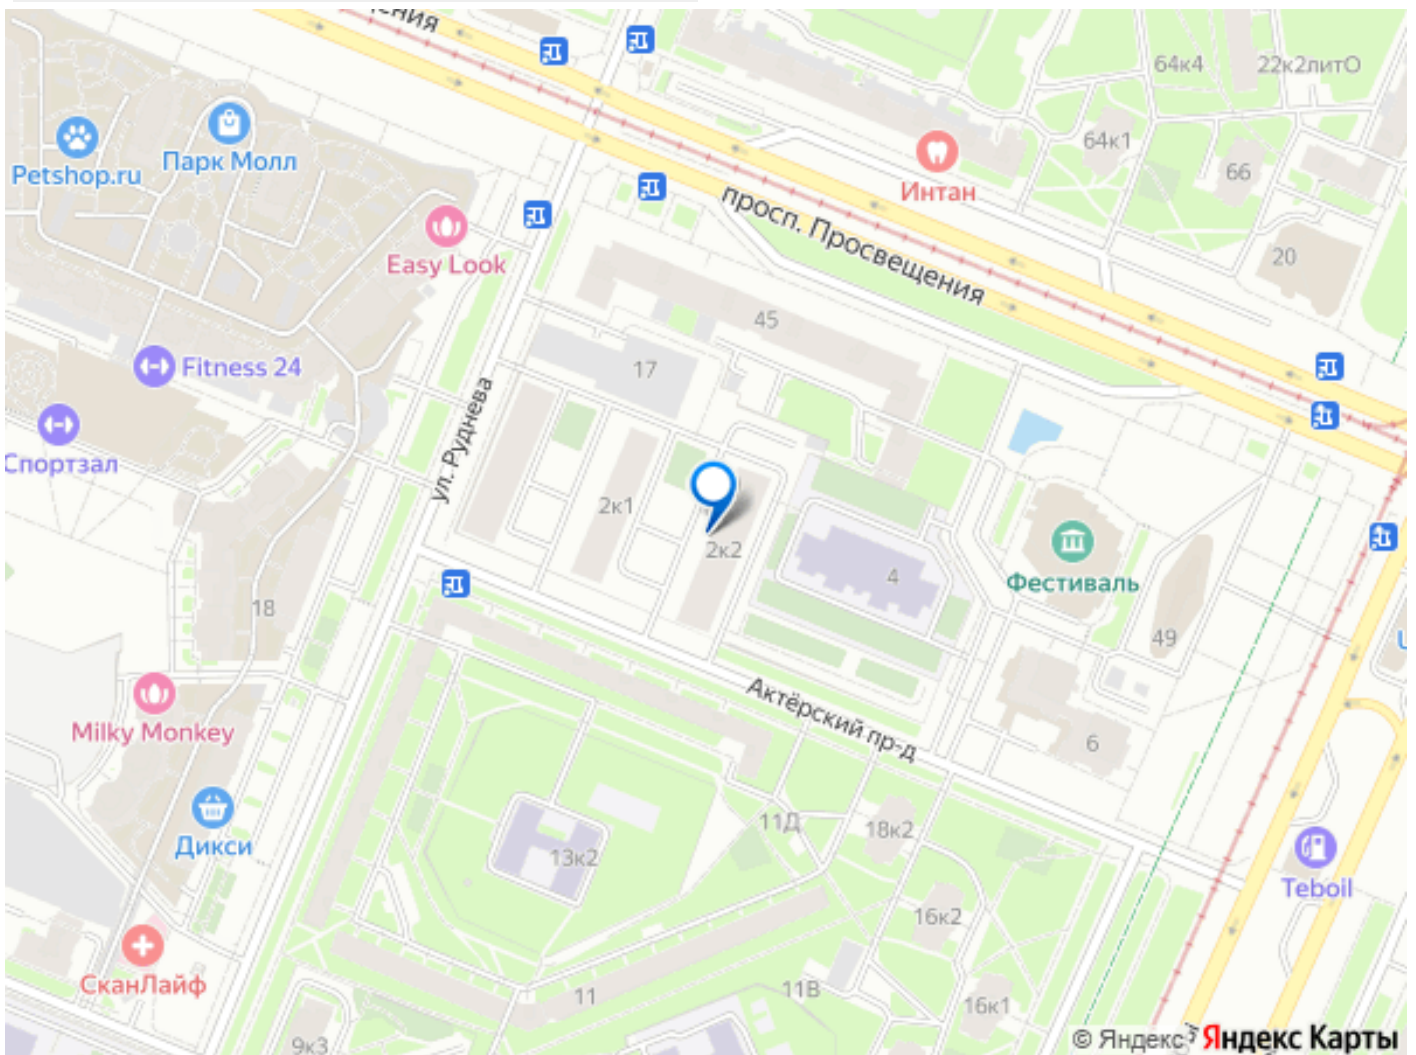 64к4
22к2литО
64к1
Парк Молл
Petshop.ru
Интан
66
просп. Просвещения
Easy Look
20
45
17
Fitness 24
ул. Руднева
Спортзал
2к1
2к2
4
Фестиваль
18
49
Актёрский пр-д
Milky Monkey
6
11Д
18к2
Дикси
13к2
Teboil
16к2
СканЛайф
11
11В
16к1
9к3
© Яндекс
Яндекс Карты